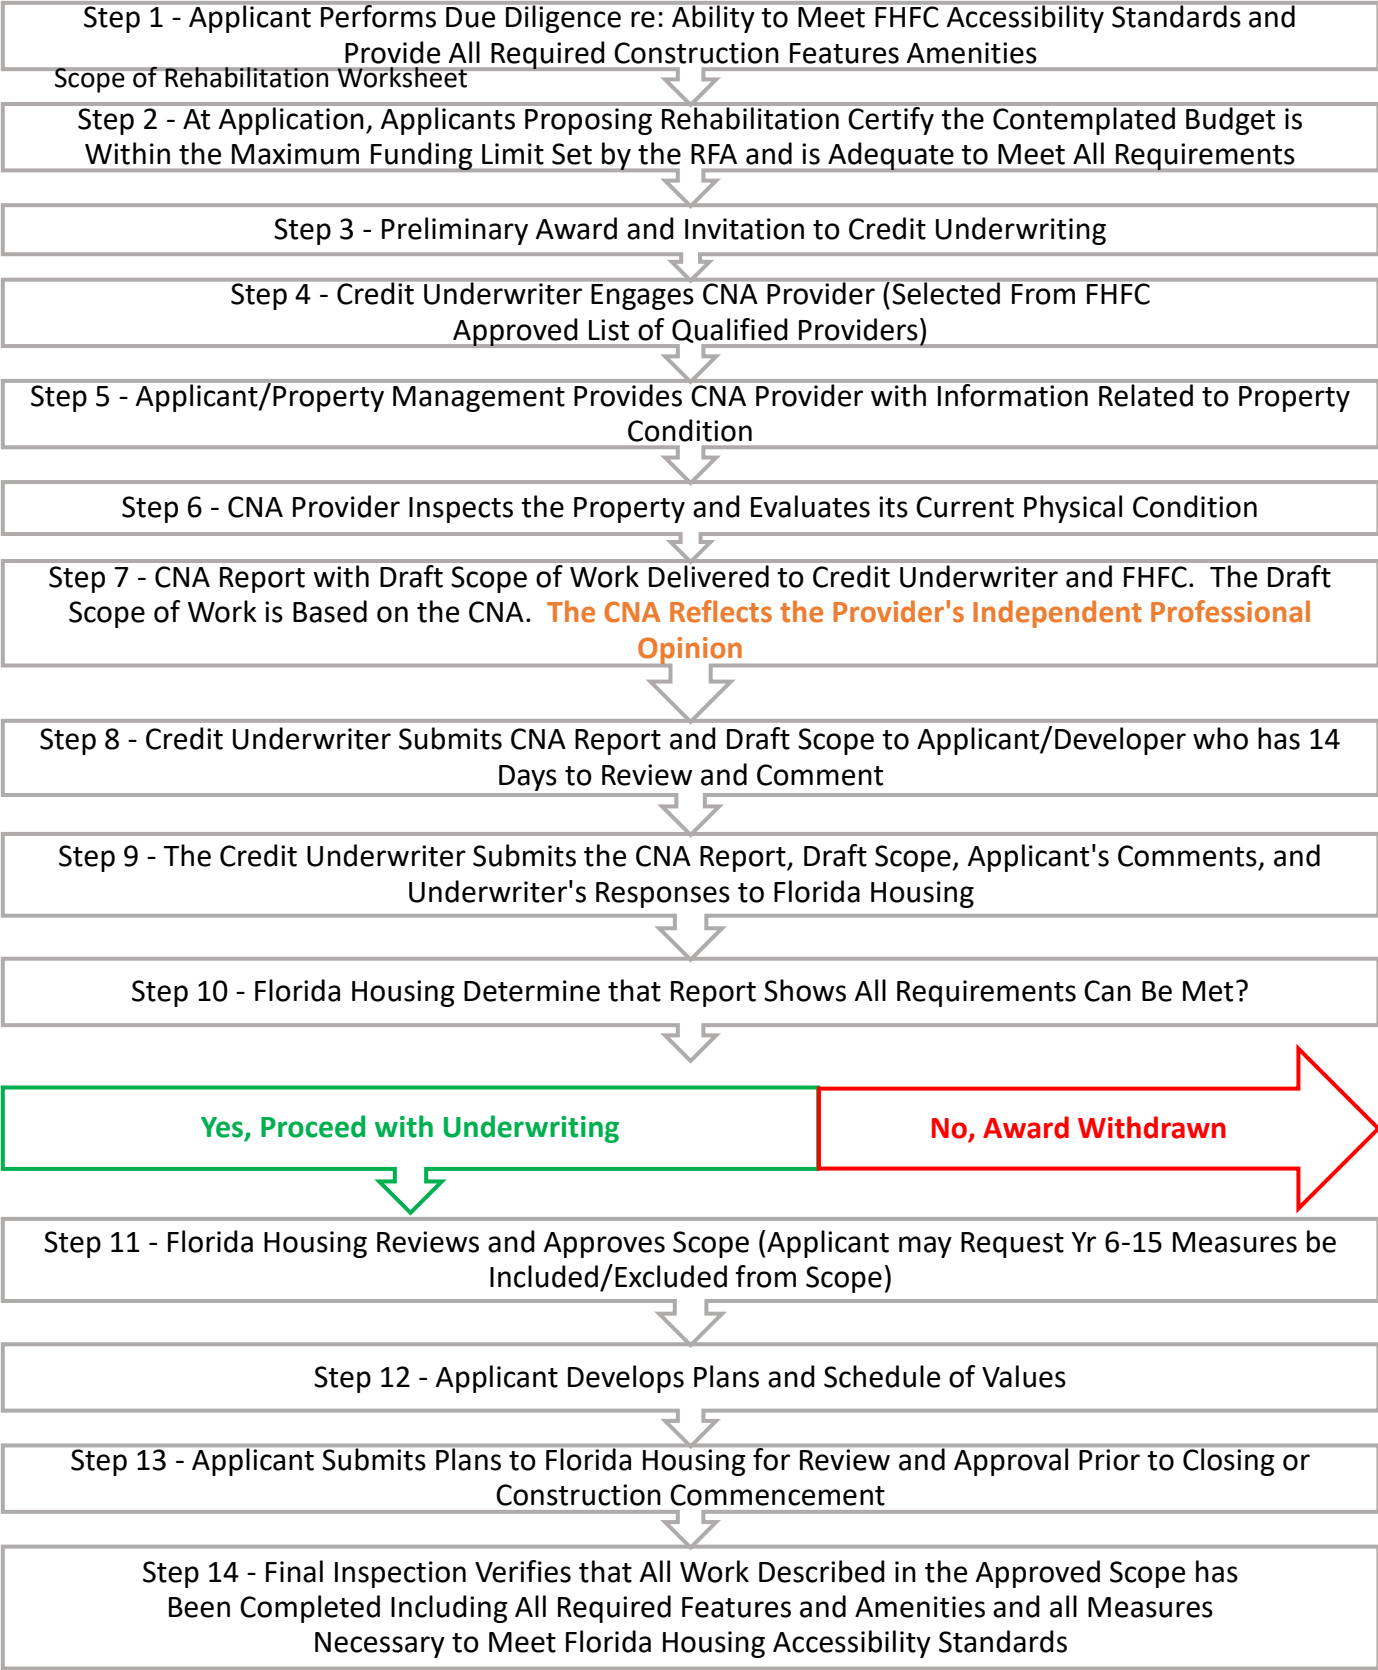 Step 1 - Applicant Performs Due Diligence re: Ability to Meet FHFC Accessibility Standards and
Provide All Required Construction Features Amenities
Scope of Rehabilitation Worksheet
Step 2 - At Application, Applicants Proposing Rehabilitation Certify the Contemplated Budget is
Within the Maximum Funding Limit Set by the RFA and is Adequate to Meet All Requirements
Step 3 - Preliminary Award and Invitation to Credit Underwriting
Step 4 - Credit Underwriter Engages CNA Provider (Selected From FHFC
Approved List of Qualified Providers)
Step 5 - Applicant/Property Management Provides CNA Provider with Information Related to Property
Condition
Step 6 - CNA Provider Inspects the Property and Evaluates its Current Physical Condition
Step 7 - CNA Report with Draft Scope of Work Delivered to Credit Underwriter and FHFC.  The Draft
Scope of Work is Based on the CNA.  The CNA Reflects the Provider's Independent Professional
Opinion
Step 8 - Credit Underwriter Submits CNA Report and Draft Scope to Applicant/Developer who has 14
Days to Review and Comment
Step 9 - The Credit Underwriter Submits the CNA Report, Draft Scope, Applicant's Comments, and
Underwriter's Responses to Florida Housing
Step 10 - Florida Housing Determine that Report Shows All Requirements Can Be Met?
Yes, Proceed with Underwriting
No, Award Withdrawn
Step 11 - Florida Housing Reviews and Approves Scope (Applicant may Request Yr 6-15 Measures be
Included/Excluded from Scope)
Step 12 - Applicant Develops Plans and Schedule of Values
Step 13 - Applicant Submits Plans to Florida Housing for Review and Approval Prior to Closing or
Construction Commencement
Step 14 - Final Inspection Verifies that All Work Described in the Approved Scope has
Been Completed Including All Required Features and Amenities and all Measures
Necessary to Meet Florida Housing Accessibility Standards